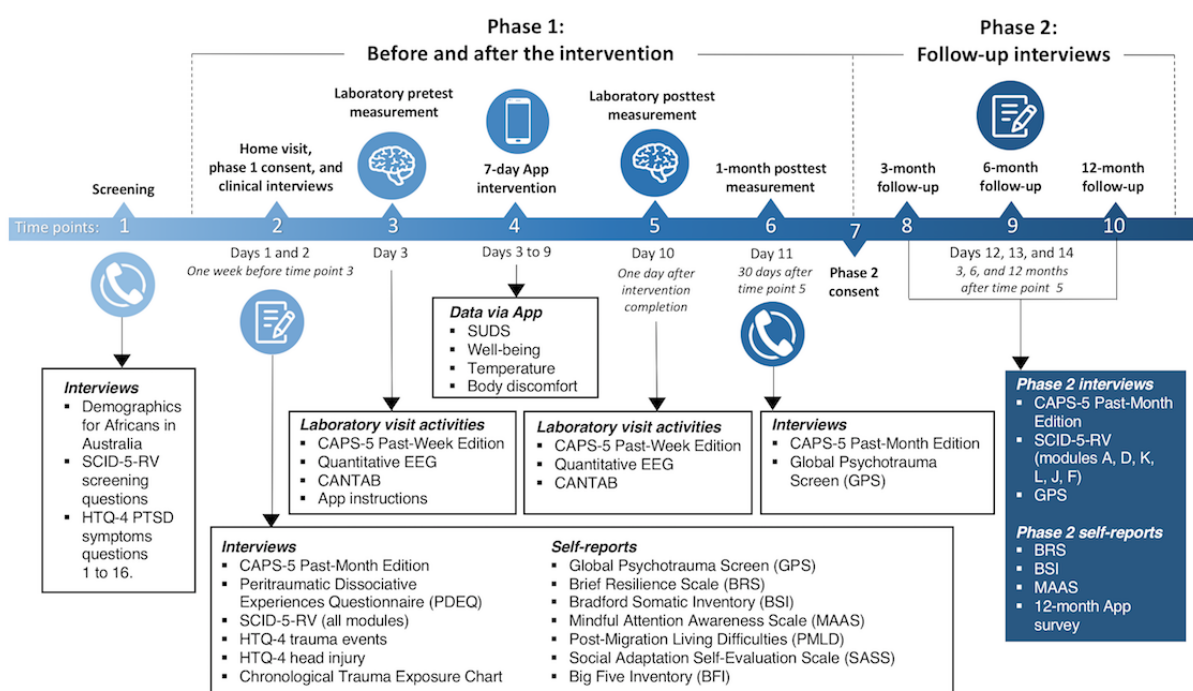 Phase 1:
Before and after the intervention
Phase 2:
Follow-up interviews
Screening
Home visit,
phase 1 consent, and
clinical interviews
Laboratory pretest
measurement
7-day App
intervention
Laboratory posttest
measurement
1-month posttest
measurement
3-month
follow-up
6-month
follow-up
12-month
follow-up
Time points: 1 2 3 4 5 6 7 8 9 10
Days 1 and 2
One week before time point 3
Day 3
Days 3 to 9
Day 10
One day after
intervention
completion
Day 11
30 days after
time point 5
Phase 2
consent
Days 12, 13, and 14
3, 6, and 12 months
after time point 5
Interviews
▪ Demographics
for Africans in
Australia
▪ SCID-5-RV
screening
questions
▪ HTQ-4 PTSD
symptoms
questions
1 to 16.
Interviews
▪ CAPS-5 Past-Month Edition
▪ Peritraumatic Dissociative
Experiences Questionnaire (PDEQ)
▪ SCID-5-RV (all modules)
▪ HTQ-4 trauma events
▪ HTQ-4 head injury
▪ Chronological Trauma Exposure Chart
Self-reports
▪ Global Psychotrauma Screen (GPS)
▪ Brief Resilience Scale (BRS)
▪ Bradford Somatic Inventory (BSI)
▪ Mindful Attention Awareness Scale (MAAS)
▪ Post-Migration Living Difficulties (PMLD)
▪ Social Adaptation Self-Evaluation Scale (SASS)
▪ Big Five Inventory (BFI)
Laboratory visit activities
▪ CAPS-5 Past-Week Edition
▪ Quantitative EEG
▪ CANTAB
▪ App instructions
Data via App
▪ SUDS
▪ Well-being
▪ Temperature
▪ Body discomfort
Laboratory visit activities
▪ CAPS-5 Past-Week Edition
▪ Quantitative EEG
▪ CANTAB
Interviews
▪ CAPS-5 Past-Month Edition
▪ Global Psychotrauma
Screen (GPS)
Phase 2 interviews
▪ CAPS-5 Past-Month
Edition
▪ SCID-5-RV
(modules A, D, K,
L, J, F)
▪ GPS
Phase 2 self-reports
▪ BRS
▪ BSI
▪ MAAS
▪ 12-month App
survey